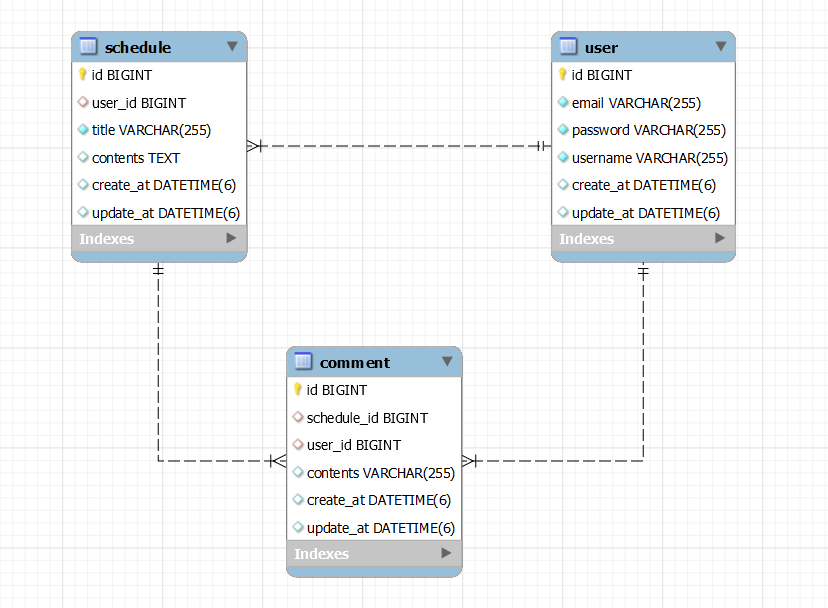 schedule
id BIGINT
user_id BIGINT
title VARCHAR(255)
contents TEXT
create_at DATETIME(6)
update_at DATETIME(6)
Indexes
user
id BIGINT
email VARCHAR(255)
password VARCHAR(255)
username VARCHAR(255)
create_at DATETIME(6)
update_at DATETIME(6)
Indexes
comment
id BIGINT
schedule_id BIGINT
user_id BIGINT
contents VARCHAR(255)
create_at DATETIME(6)
update_at DATETIME(6)
Indexes